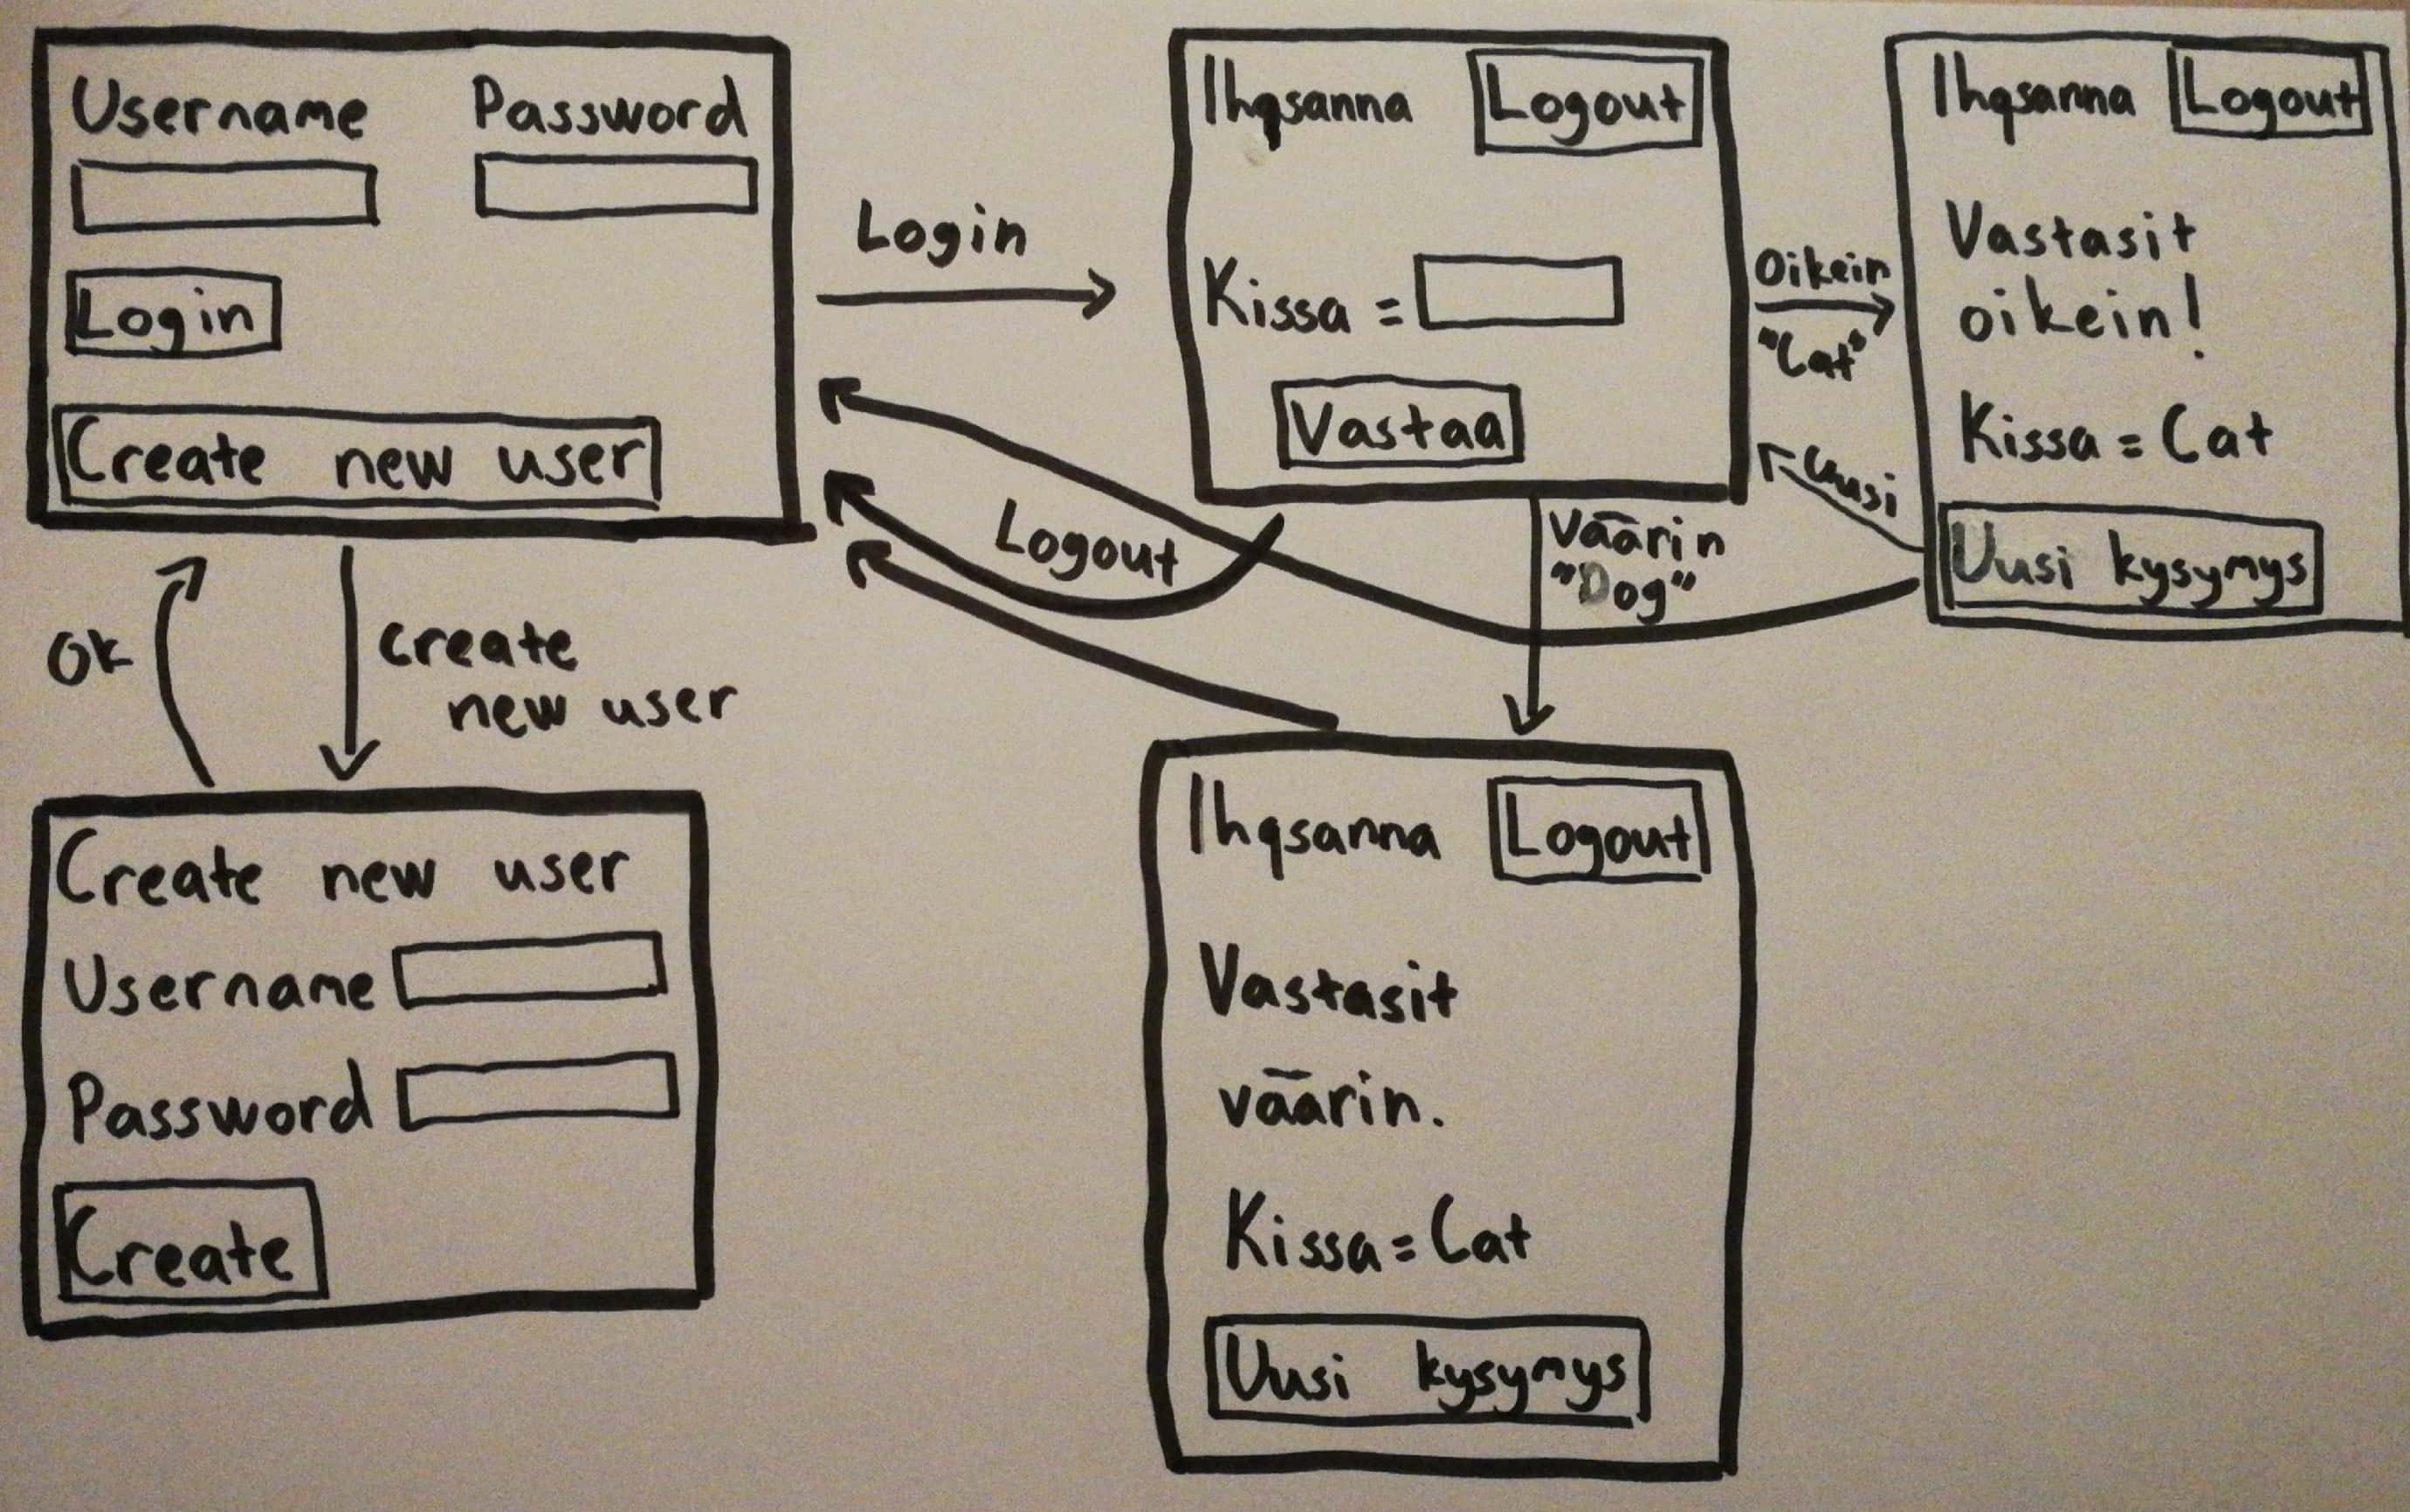 Username Password
Login
Create new user
Login
Ihqsanna Logout
Kissa =
Vastaa
Oikein
"Cat"
Uusi
Ihqsanna Logout
Vastasit
oikein!
Kissa = Cat
Uusi kysymys
Logout
Väärin
"Dog"
Ok
create
new user
Create new user
Username
Password
Create
Ihqsanna Logout
Vastasit
väärin.
Kissa = Cat
Uusi kysymys